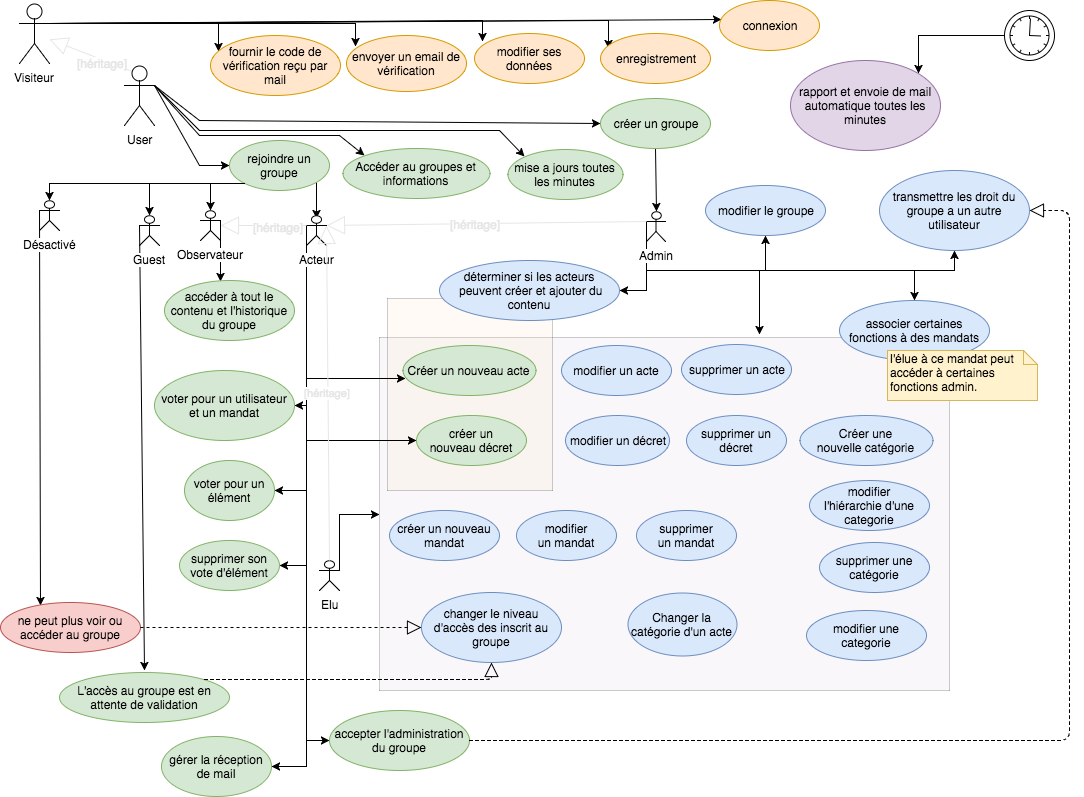 connexion
fournir le code de
vérification reçu par
mail
envoyer un email de
vérification
modifier ses
données
enregistrement
Visiteur
[héritage]
rapport et envoie de mail
automatique toutes les
minutes
User
créer un groupe
rejoindre un
groupe
Accéder au groupes et
informations
mise a jours toutes
les minutes
transmettre les droit du
groupe a un autre
utilisateur
modifier le groupe
[héritage]
[héritage]
Désactivé
Guest
Observateur
Acteur
Admin
déterminer si les acteurs
peuvent créer et ajouter du
contenu
accéder à tout le
contenu et l'historique
du groupe
associer certaines
fonctions à des mandats
l'élue à ce mandat peut
accéder à certaines
fonctions admin.
Créer un nouveau acte
modifier un acte
supprimer un acte
[héritage]
voter pour un utilisateur
et un mandat
créer un
nouveau décret
modifier un décret
supprimer un
décret
Créer une
nouvelle catégorie
voter pour un
élément
modifier
l'hiérarchie d'une
categorie
créer un nouveau
mandat
modifier
un mandat
supprimer
un mandat
supprimer son
vote d'élément
supprimer une
catégorie
Elu
ne peut plus voir ou
accéder au groupe
changer le niveau
d'accès des inscrit au
groupe
Changer la
catégorie d'un acte
modifier une
categorie
L'accès au groupe est en
attente de validation
accepter l'administration
du groupe
gérer la réception
de mail